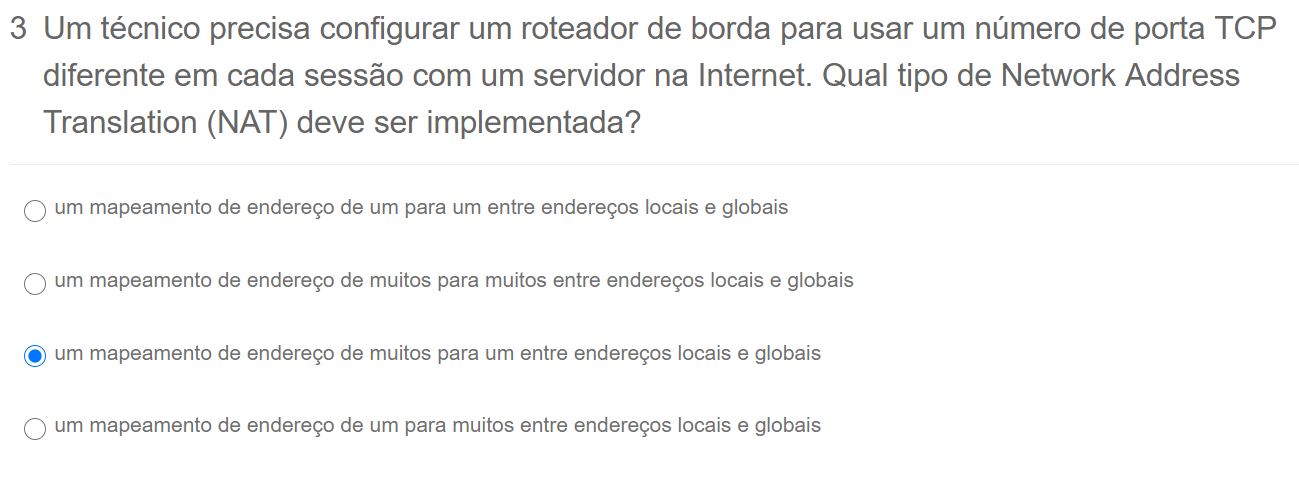 3 Um técnico precisa configurar um roteador de borda para usar um número de porta TCP
diferente em cada sessão com um servidor na Internet. Qual tipo de Network Address
Translation (NAT) deve ser implementada?
um mapeamento de endereço de um para um entre endereços locais e globais
um mapeamento de endereço de muitos para muitos entre endereços locais e globais
um mapeamento de endereço de muitos para um entre endereços locais e globais
um mapeamento de endereço de um para muitos entre endereços locais e globais